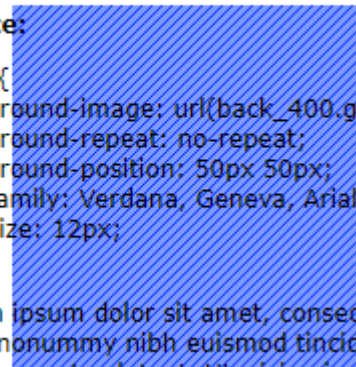 e:
{
round-image: url(back_400.g
round-repeat: no-repeat;
round-position: 50px 50px;
amily: Verdana, Geneva, Arial
ize: 12px;
ipsum dolor sit amet, consec
nonummy nibh euismod tincid